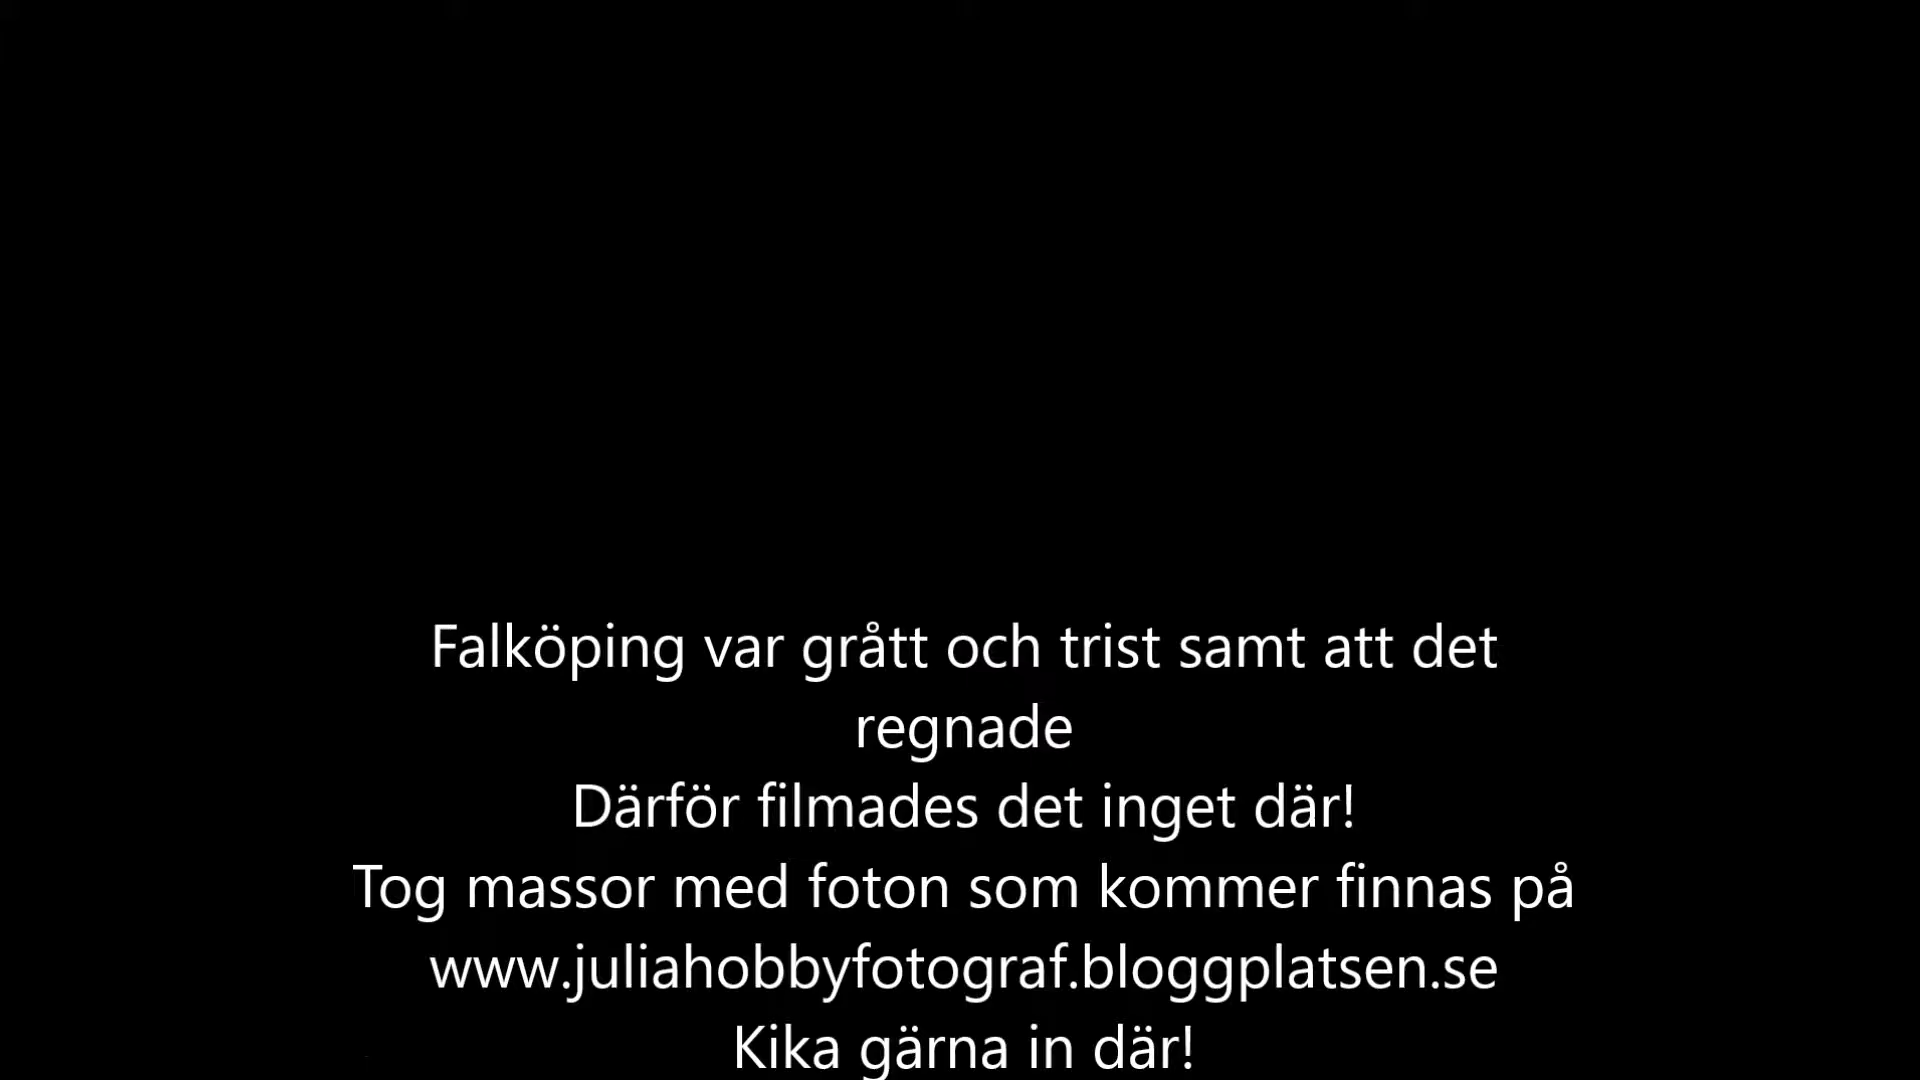 Falköping var grått och trist samt att det
regnade
Därför filmades det inget där!
Tog massor med foton som kommer finnas på
www.juliahobbyfotograf.bloggplatsen.se
Kika gärna in där!